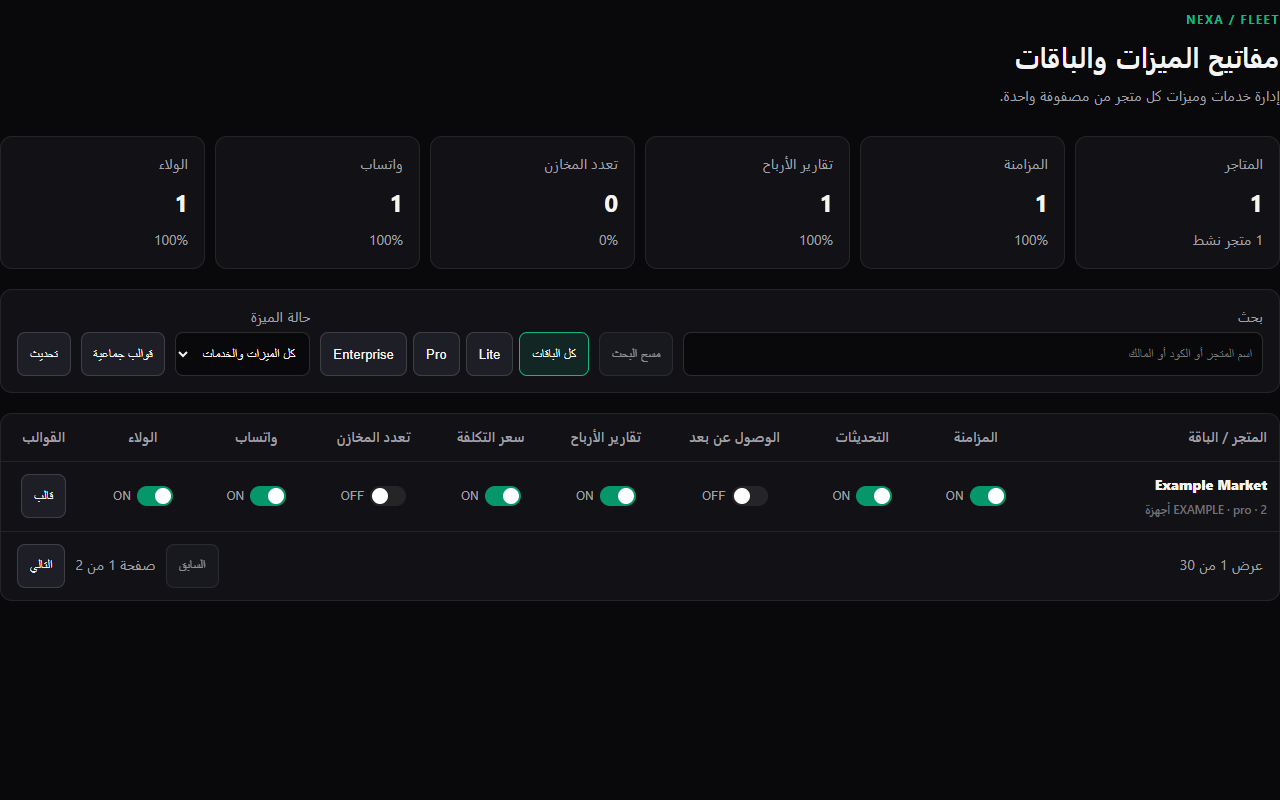 NEXA / FLEET
مفاتيح الميزات والباقات
إدارة خدمات وميزات كل متجر من مصفوفة واحدة.
المتاجر
1
1 متجر نشط
المزامنة
1
100%
تقارير الأرباح
1
100%
تعدد المخازن
0
0%
واتساب
1
100%
الولاء
1
100%
بحث
اسم المتجر أو الكود أو المالك
مسح البحث
كل الباقات
Lite
Pro
Enterprise
حالة الميزة
كل الميزات والخدمات
قوالب جماعية
تحديث
المتجر / الباقة
المزامنة
التحديثات
الوصول عن بعد
تقارير الأرباح
سعر التكلفة
تعدد المخازن
واتساب
الولاء
القوالب
Example Market
EXAMPLE · pro · 2 أجهزة
ON
ON
OFF
ON
ON
OFF
ON
ON
قالب
عرض 1 من 30
السابق
صفحة 1 من 2
التالي